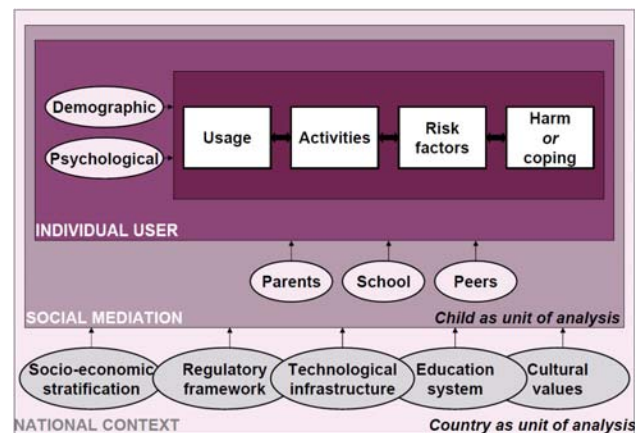 Demographic
Psychological
Usage
Activities
Risk
factors
Harm
or
coping
INDIVIDUAL USER
Parents
School
Peers
SOCIAL MEDIATION
Child as unit of analysis
Socio-economic
stratification
Regulatory
framework
Technological
infrastructure
Education
system
Cultural
values
NATIONAL CONTEXT
Country as unit of analysis